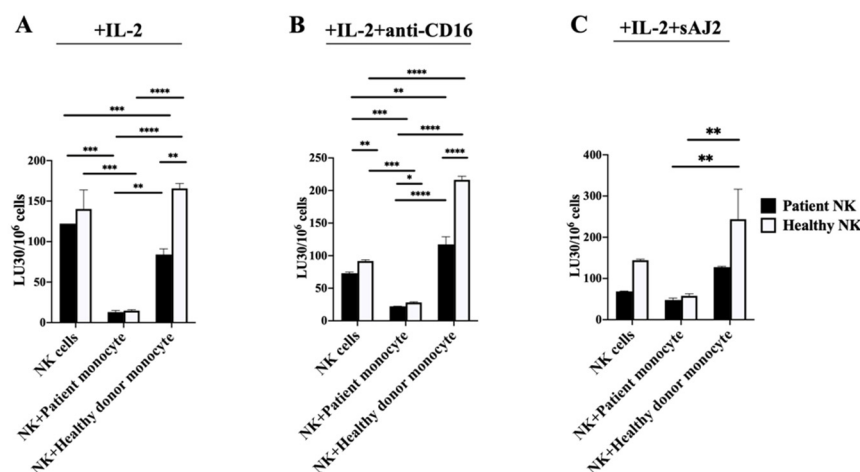 A
+IL-2
****
***
****
***
**
***
**
LU30/10⁶ cells
200
150
100
50
0
NK cells
NK+Patient monocyte
NK+Healthy donor monocyte
B
+IL-2+anti-CD16
****
**
***
****
**
****
***
*
****
LU30/10⁶ cells
250
200
150
100
50
0
NK cells
NK+Patient monocyte
NK+Healthy donor monocyte
C
+IL-2+sAJ2
**
**
LU30/10⁶ cells
400
300
200
100
0
NK cells
NK+Patient monocyte
NK+Healthy donor monocyte
Patient NK
Healthy NK